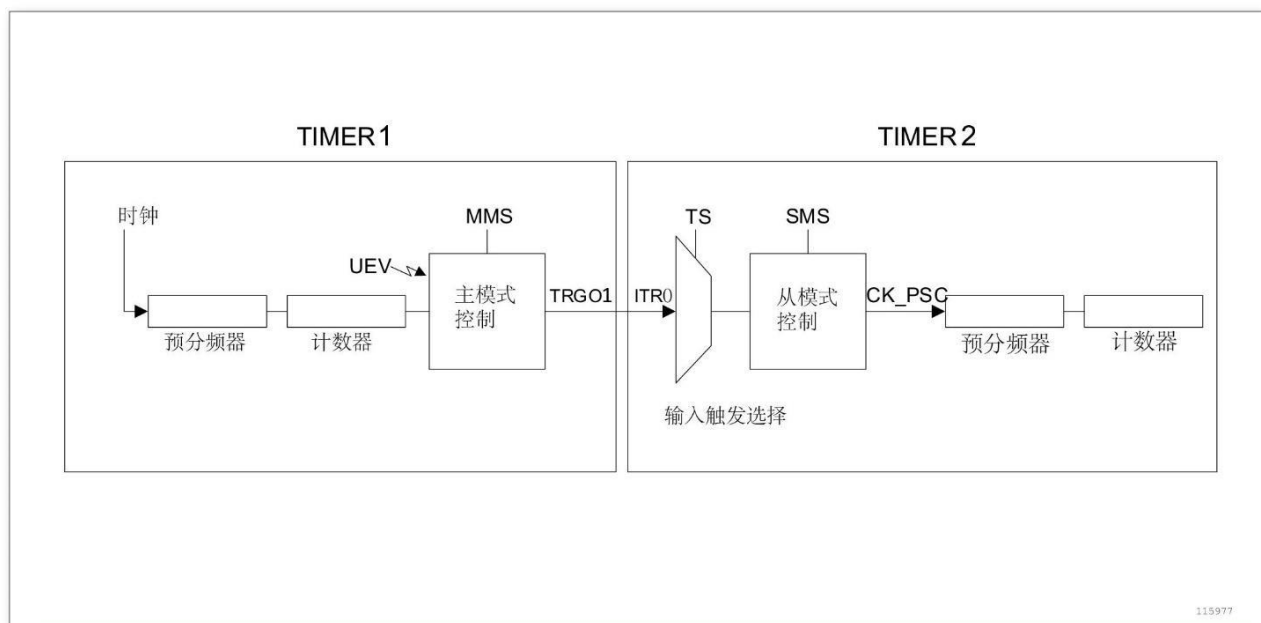 TIMER1
TIMER2
时钟
MMS
TS
SMS
UEV
主模式
控制
TRGO1
ITR0
从模式
控制
CK_PSC
预分频器
计数器
预分频器
计数器
输入触发选择
115977